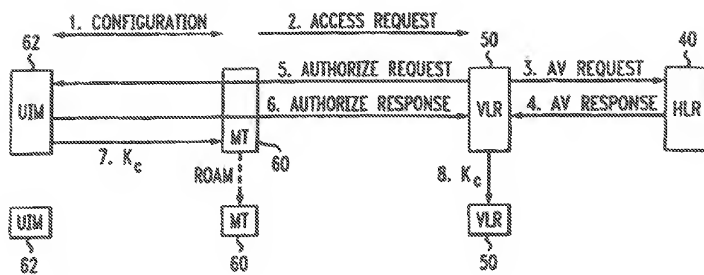 1. CONFIGURATION
2. ACCESS REQUEST
62
50
40
5. AUTHORIZE REQUEST
3. AV REQUEST
UIM
6. AUTHORIZE RESPONSE
VLR
4. AV RESPONSE
HLR
7. Kc
MT
60
ROAM
8. Kc
UIM
MT
VLR
62
60
50